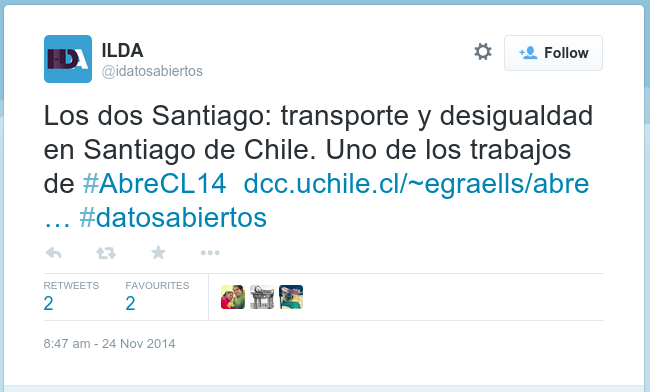 ILDA
ILDA
@idatosabiertos
Follow
Los dos Santiago: transporte y desigualdad
en Santiago de Chile. Uno de los trabajos
de #AbreCL14 dcc.uchile.cl/~egraells/abre
… #datosabiertos
RETWEETS FAVOURITES
2 2
8:47 am - 24 Nov 2014